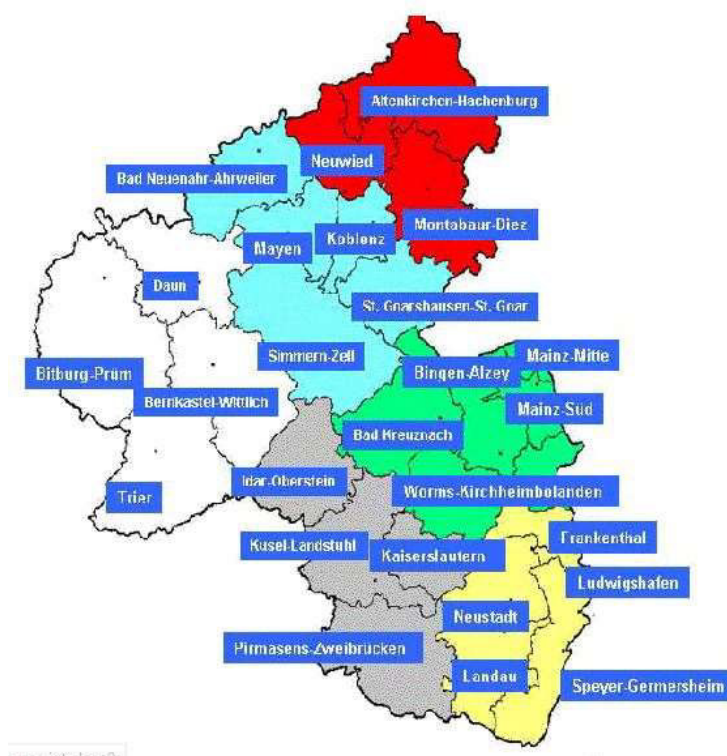 Altenkirchen-Hachenburg
Neuwied
Bad Neuenahr-Ahrweiler
Montabaur-Diez
Koblenz
Mayen
Daun
St. Goarshausen-St. Goar
Simmern-Zell
Mainz-Mitte
Bingen-Alzey
Bitburg-Prüm
Bernkastel-Wittlich
Mainz-Süd
Bad Kreuznach
Idar-Oberstein
Trier
Worms-Kirchheimbolanden
Frankenthal
Kusel-Landstuhl
Kaiserslautern
Ludwigshafen
Neustadt
Pirmasens-Zweibrücken
Landau
Speyer-Germersheim